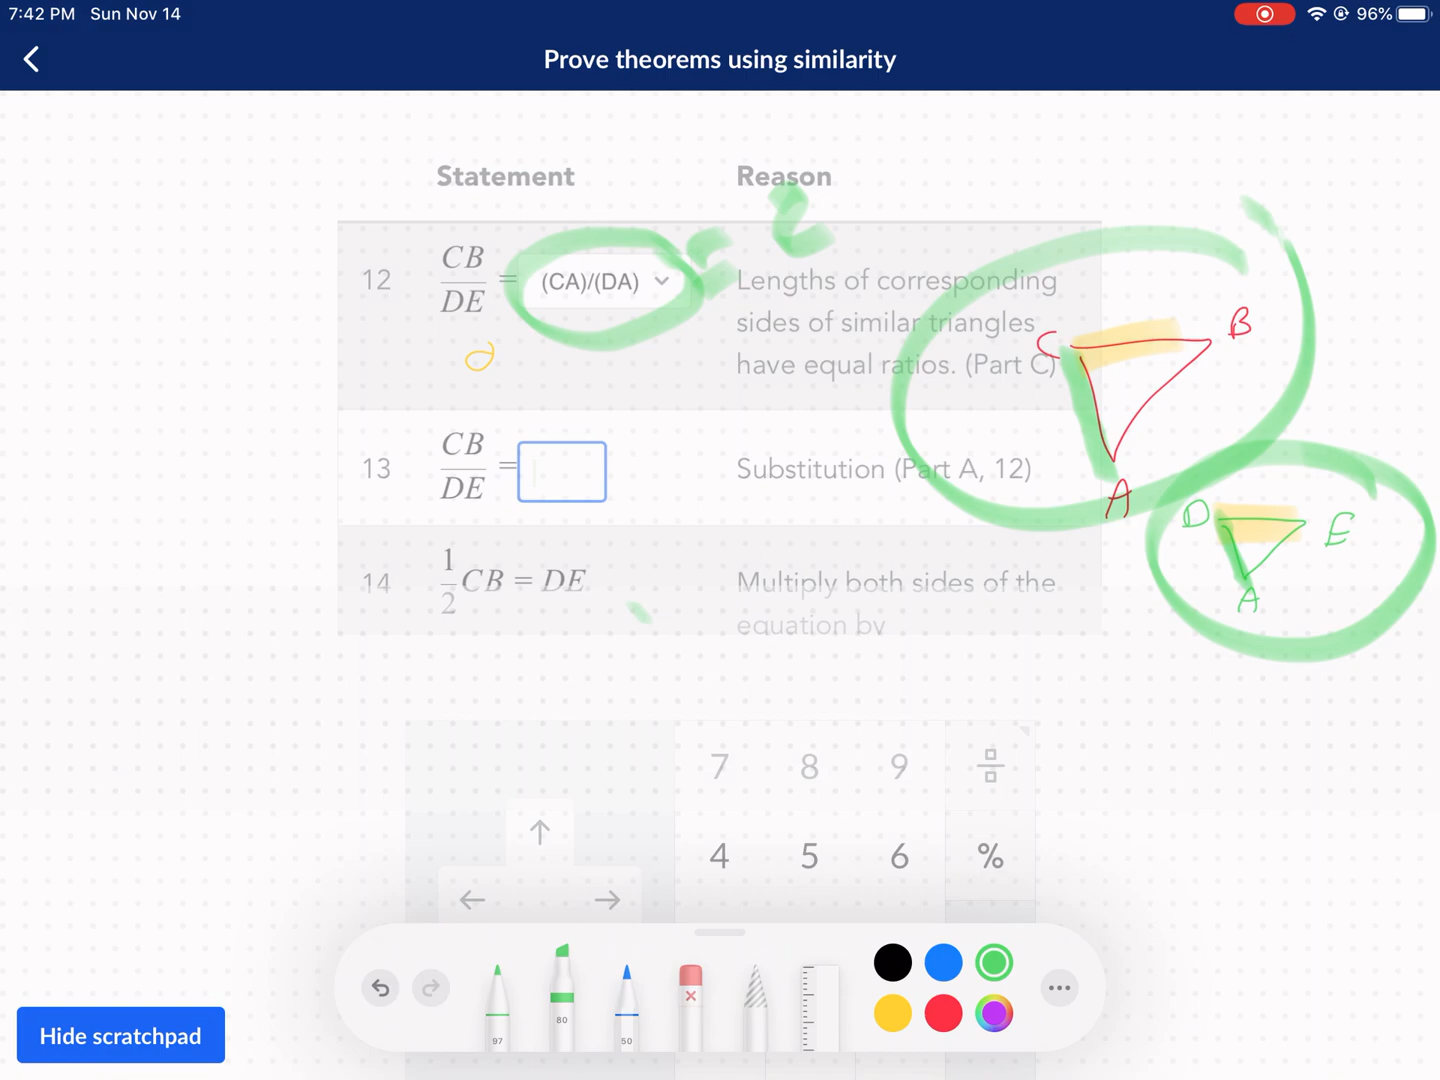 7:42 PM Sun Nov 14
96%
Prove theorems using similarity
Statement Reason
= 2
12 CB/DE = (CA)/(DA)
Lengths of corresponding
sides of similar triangles
have equal ratios. (Part C)
C B
A
13 CB/DE =
Substitution (Part A, 12)
D E
A
14 1/2 CB = DE
Multiply both sides of the
equation by
7 8 9
4 5 6 %
97 80 50
Hide scratchpad